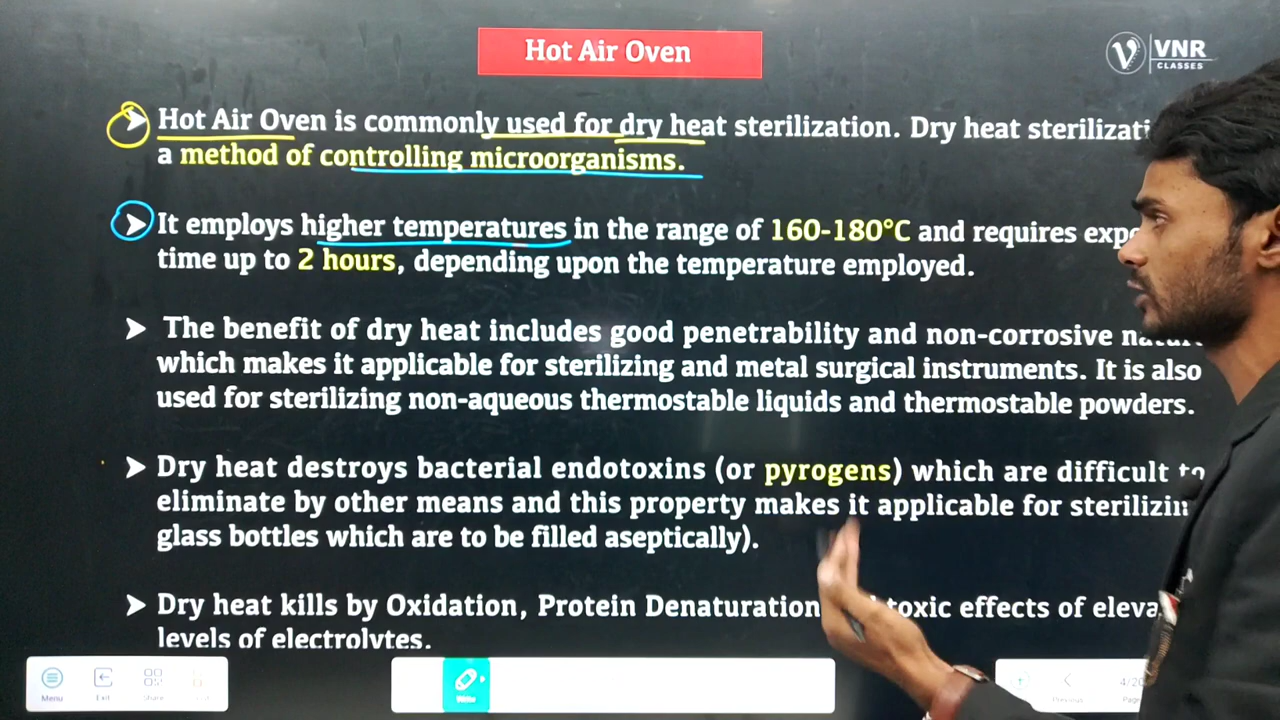 Hot Air Oven
VNR
CLASSES
➤ Hot Air Oven is commonly used for dry heat sterilization. Dry heat
a method of controlling microorganisms.
➤ It employs higher temperatures in the range of 160-180°C and requires
time up to 2 hours, depending upon the temperature employed.
➤ The benefit of dry heat includes good penetrability and non-corrosive
which makes it applicable for sterilizing and metal surgical instruments. It is also
used for sterilizing non-aqueous thermostable liquids and thermostable powders.
➤ Dry heat destroys bacterial endotoxins (or pyrogens) which are difficult to
eliminate by other means and this property makes it applicable for
glass bottles which are to be filled aseptically).
➤ Dry heat kills by Oxidation, Protein Denaturation toxic effects of
levels of electrolytes.
Menu Exit Share
4/20
Previous